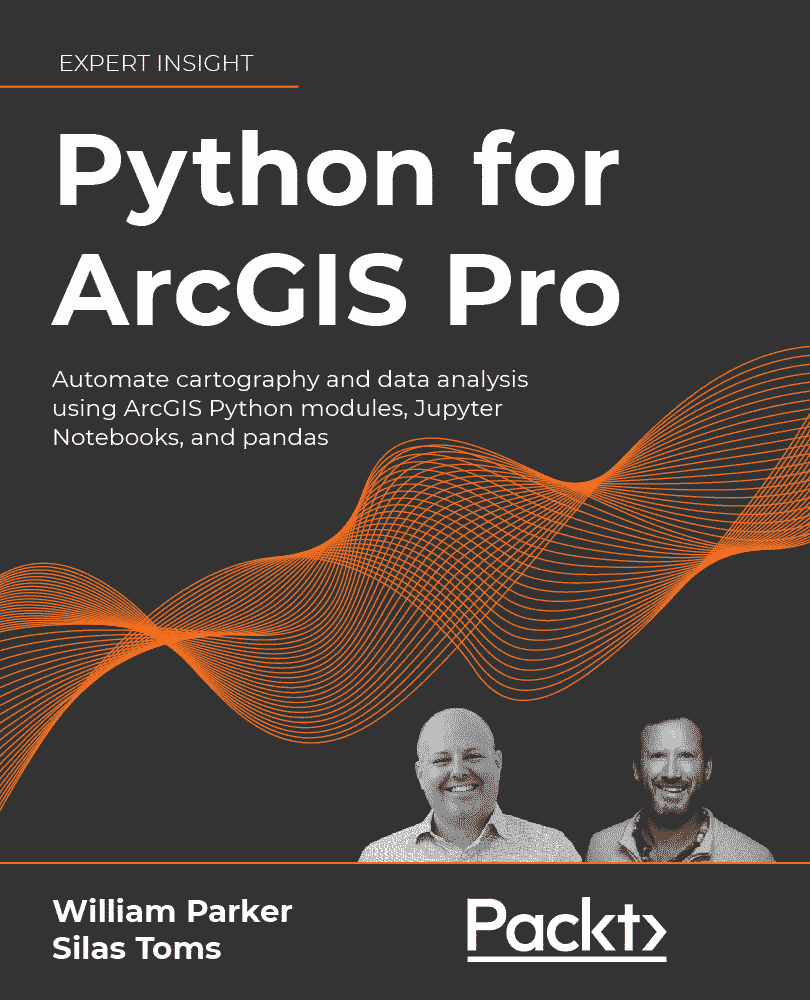 EXPERT INSIGHT
Python for
ArcGIS Pro
Automate cartography and data analysis
using ArcGIS Python modules, Jupyter
Notebooks, and pandas
William Parker
Silas Toms
Packt>